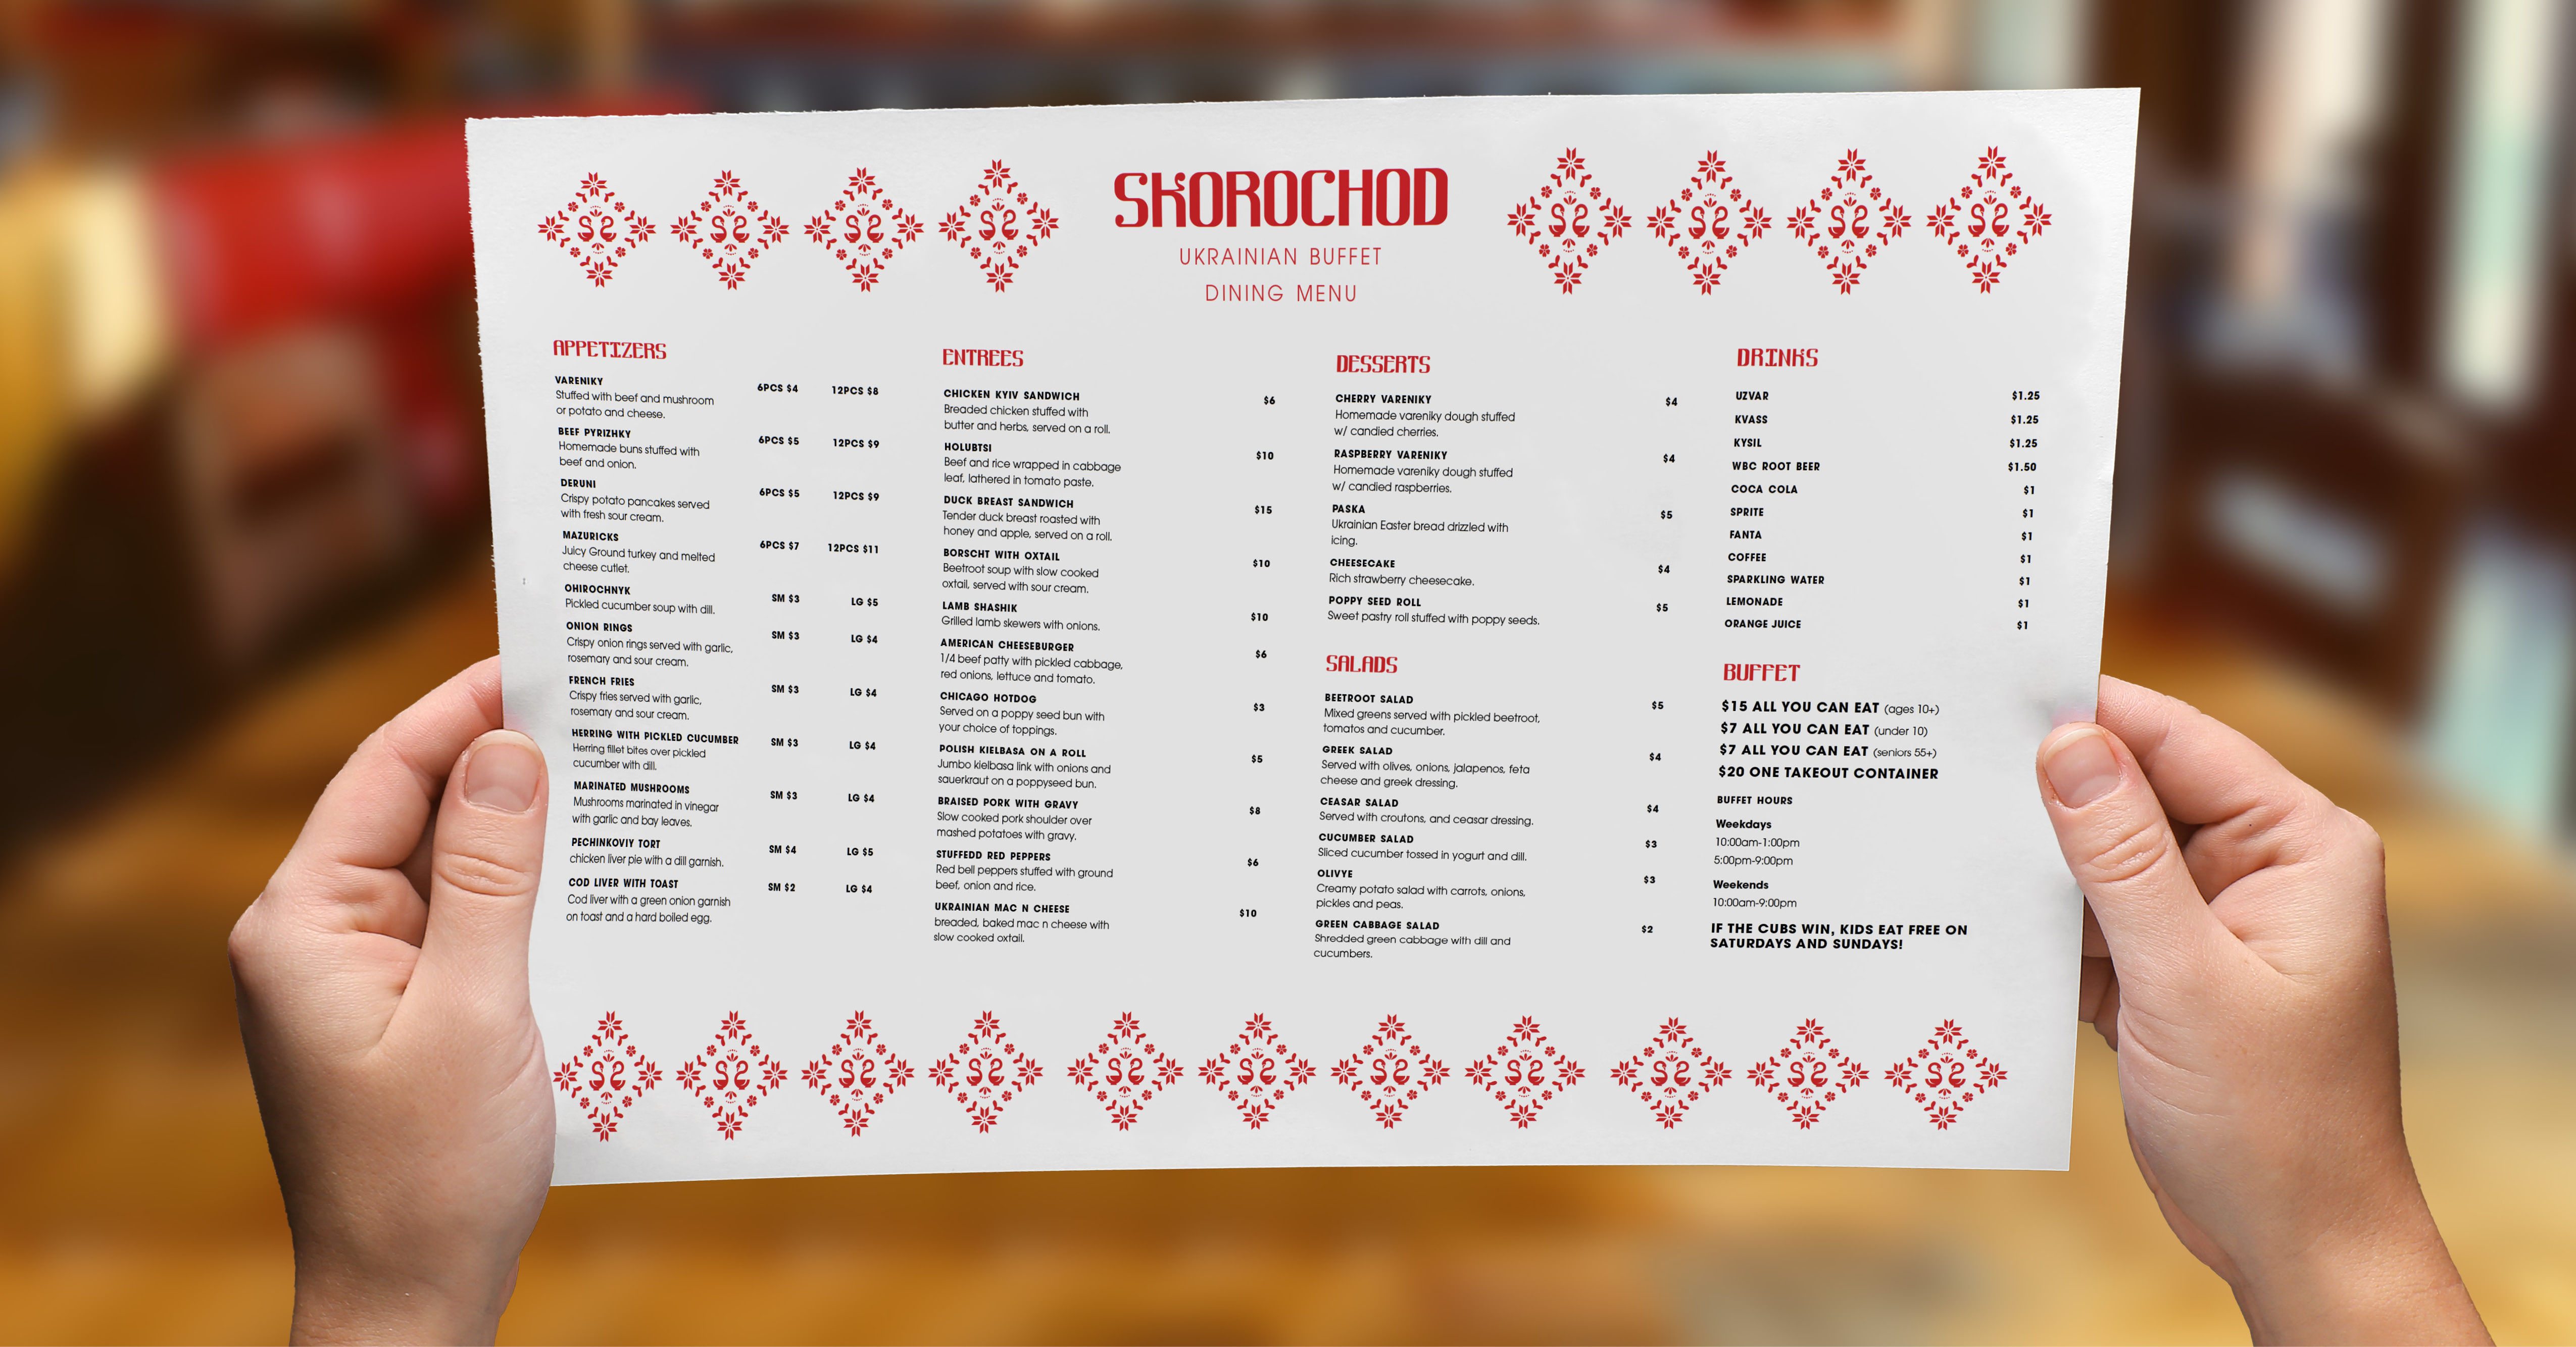 SKOROCHOD
UKRAINIAN BUFFET
DINING MENU
APPETIZERS
VARENIKY 6PCS $4 12PCS $8
Stuffed with beef and mushroom
or potato and cheese.
BEEF PYRIZHKY 6PCS $5 12PCS $9
Homemade buns stuffed with
beef and onion.
DERUNI 6PCS $5 12PCS $9
Crispy potato pancakes served
with fresh sour cream.
MAZURICKS 6PCS $7 12PCS $11
Juicy Ground turkey and melted
cheese cutlet.
OHIROCHNYK SM $3 LG $5
Pickled cucumber soup with dill.
ONION RINGS SM $3 LG $4
Crispy onion rings served with garlic,
rosemary and sour cream.
FRENCH FRIES SM $3 LG $4
Crispy fries served with garlic,
rosemary and sour cream.
HERRING WITH PICKLED CUCUMBER SM $3 LG $4
Herring fillet bites over pickled
cucumber with dill.
MARINATED MUSHROOMS SM $3 LG $4
Mushrooms marinated in vinegar
with garlic and bay leaves.
PECHINKOVIY TORT SM $4 LG $5
chicken liver pie with a dill garnish.
COD LIVER WITH TOAST SM $2 LG $4
Cod liver with a green onion garnish
on toast and a hard boiled egg.
ENTREES
CHICKEN KYIV SANDWICH $6
Breaded chicken stuffed with
butter and herbs, served on a roll.
HOLUBTSI $10
Beef and rice wrapped in cabbage
leaf, lathered in tomato paste.
DUCK BREAST SANDWICH $15
Tender duck breast roasted with
honey and apple, served on a roll.
BORSCHT WITH OXTAIL $10
Beetroot soup with slow cooked
oxtail, served with sour cream.
LAMB SHASHIK $10
Grilled lamb skewers with onions.
AMERICAN CHEESEBURGER $6
1/4 beef patty with pickled cabbage,
red onions, lettuce and tomato.
CHICAGO HOTDOG $3
Served on a poppy seed bun with
your choice of toppings.
POLISH KIELBASA ON A ROLL $5
Jumbo kielbasa link with onions and
sauerkraut on a poppyseed bun.
BRAISED PORK WITH GRAVY $8
Slow cooked pork shoulder over
mashed potatoes with gravy.
STUFFEDD RED PEPPERS $6
Red bell peppers stuffed with ground
beef, onion and rice.
UKRAINIAN MAC N CHEESE $10
breaded, baked mac n cheese with
slow cooked oxtail.
DESSERTS
CHERRY VARENIKY $4
Homemade vareniky dough stuffed
w/ candied cherries.
RASPBERRY VARENIKY $4
Homemade vareniky dough stuffed
w/ candied raspberries.
PASKA $5
Ukrainian Easter bread drizzled with
icing.
CHEESECAKE $4
Rich strawberry cheesecake.
POPPY SEED ROLL $5
Sweet pastry roll stuffed with poppy seeds.
SALADS
BEETROOT SALAD $5
Mixed greens served with pickled beetroot,
tomatos and cucumber.
GREEK SALAD $4
Served with olives, onions, jalapenos, feta
cheese and greek dressing.
CEASAR SALAD $4
Served with croutons, and ceasar dressing.
CUCUMBER SALAD $3
Sliced cucumber tossed in yogurt and dill.
OLIVYE $3
Creamy potato salad with carrots, onions,
pickles and peas.
GREEN CABBAGE SALAD $2
Shredded green cabbage with dill and
cucumbers.
DRINKS
UZVAR $1.25
KVASS $1.25
KYSIL $1.25
WBC ROOT BEER $1.50
COCA COLA $1
SPRITE $1
FANTA $1
COFFEE $1
SPARKLING WATER $1
LEMONADE $1
ORANGE JUICE $1
BUFFET
$15 ALL YOU CAN EAT (ages 10+)
$7 ALL YOU CAN EAT (under 10)
$7 ALL YOU CAN EAT (seniors 55+)
$20 ONE TAKEOUT CONTAINER
BUFFET HOURS
Weekdays
10:00am-1:00pm
5:00pm-9:00pm
Weekends
10:00am-9:00pm
IF THE CUBS WIN, KIDS EAT FREE ON
SATURDAYS AND SUNDAYS!